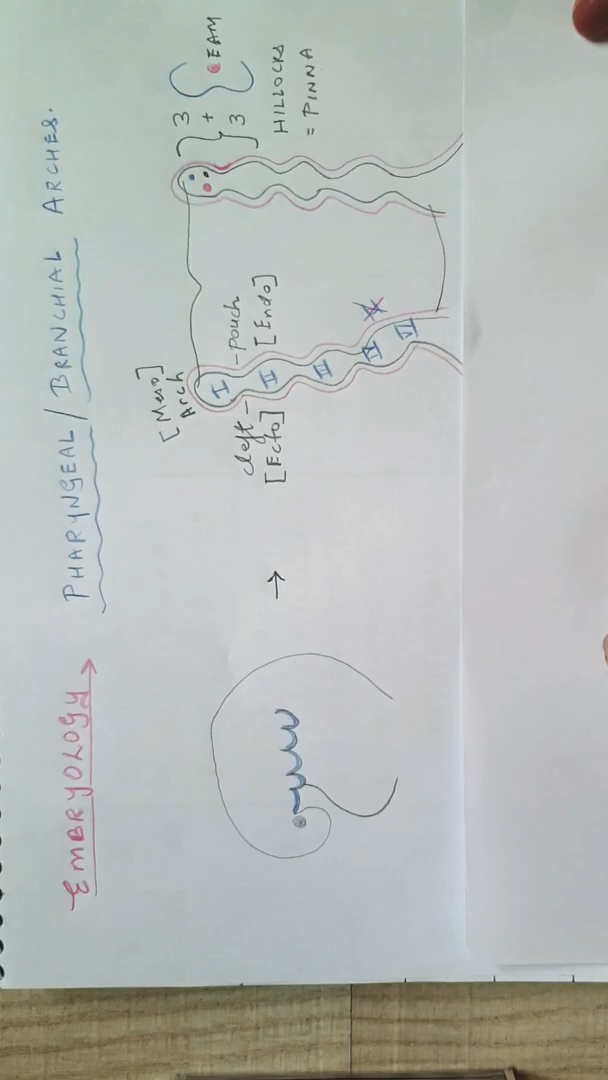 EMBRYOLOGY → PHARYNGEAL / BRANCHIAL ARCHES.
[Meso]
Arch
cleft
[Ecto]
pouch
[Endo]
I
II
III
IV
VI
→
3
+
3
EAM
HILLOCKS
= PINNA